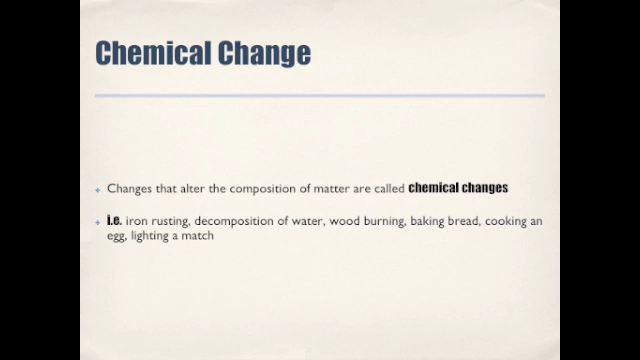 Chemical Change
Changes that alter the composition of matter are called chemical changes
i.e. iron rusting, decomposition of water, wood burning, baking bread, cooking an
egg, lighting a match